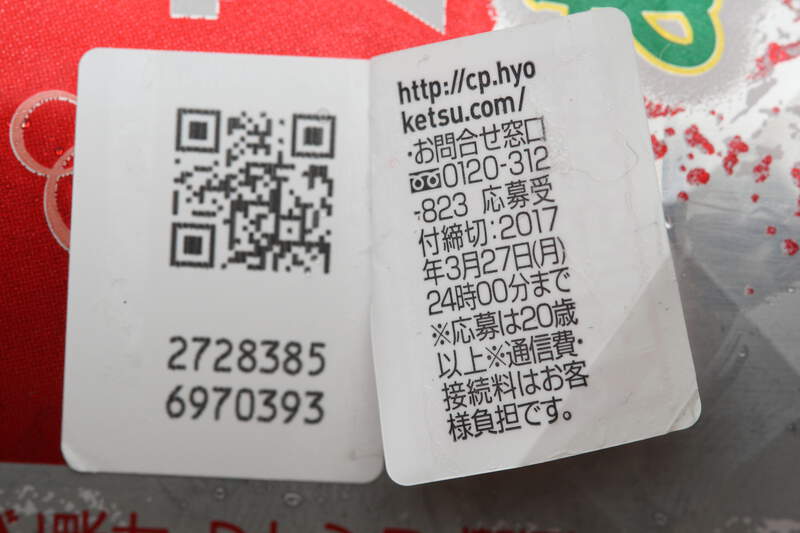 2728385
6970393
http://cp.hyo
ketsu.com/
お問合せ窓口
0120-312
-823 応募受
付締切:2017
年3月27日(月)
24時00分まで
※応募は20歳
以上※通信費・
接続料はお客
様負担です。